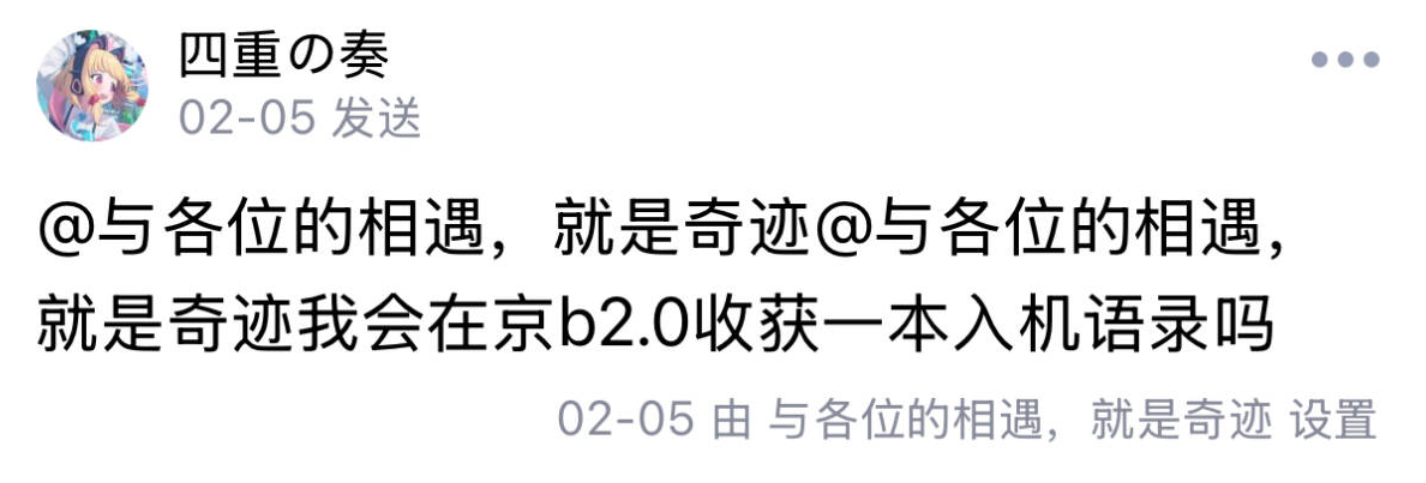 四重の奏
02-05 发送
@与各位的相遇，就是奇迹@与各位的相遇，
就是奇迹我会在京b2.0收获一本入机语录吗
02-05 由 与各位的相遇，就是奇迹 设置